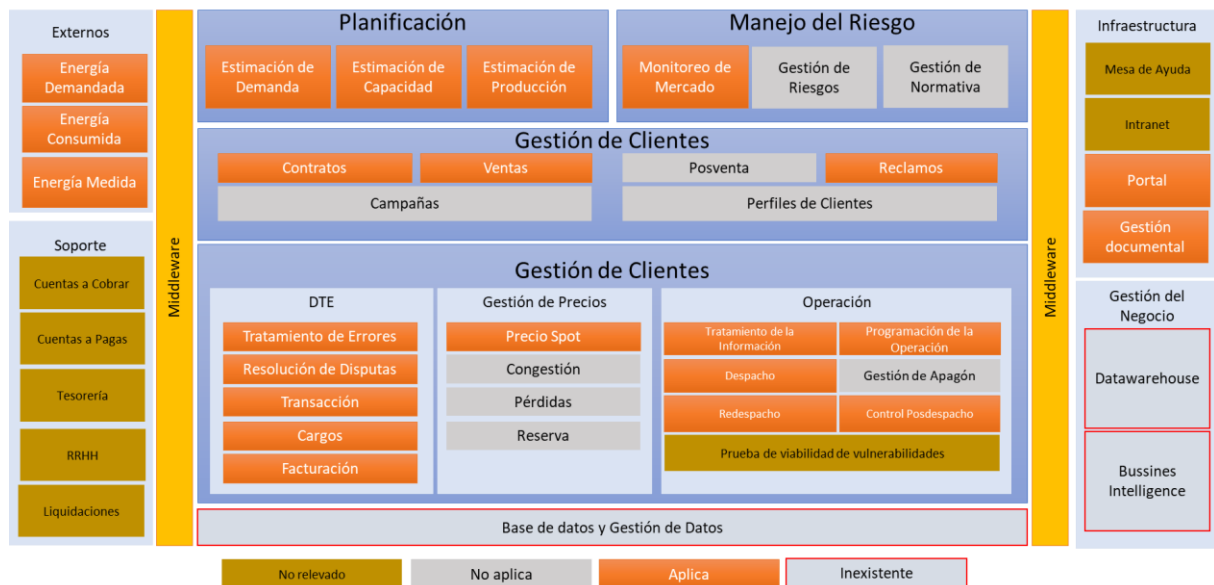 Externos
Energía
Demandada
Energía
Consumida
Energía Medida
Soporte
Cuentas a Cobrar
Cuentas a Pagas
Tesorería
RRHH
Liquidaciones
Middleware
Planificación
Estimación de
Demanda
Estimación de
Capacidad
Estimación de
Producción
Manejo del Riesgo
Monitoreo de
Mercado
Gestión de
Riesgos
Gestión de
Normativa
Gestión de Clientes
Contratos
Ventas
Posventa
Reclamos
Campañas
Perfiles de Clientes
Gestión de Clientes
DTE
Tratamiento de Errores
Resolución de Disputas
Transacción
Cargos
Facturación
Gestión de Precios
Precio Spot
Congestión
Pérdidas
Reserva
Operación
Tratamiento de la
Información
Programación de la
Operación
Despacho
Gestión de Apagón
Redespacho
Control Posdespacho
Prueba de viabilidad de vulnerabilidades
Base de datos y Gestión de Datos
Middleware
Infraestructura
Mesa de Ayuda
Intranet
Portal
Gestión
documental
Gestión del
Negocio
Datawarehouse
Bussines
Intelligence
No relevado
No aplica
Aplica
Inexistente